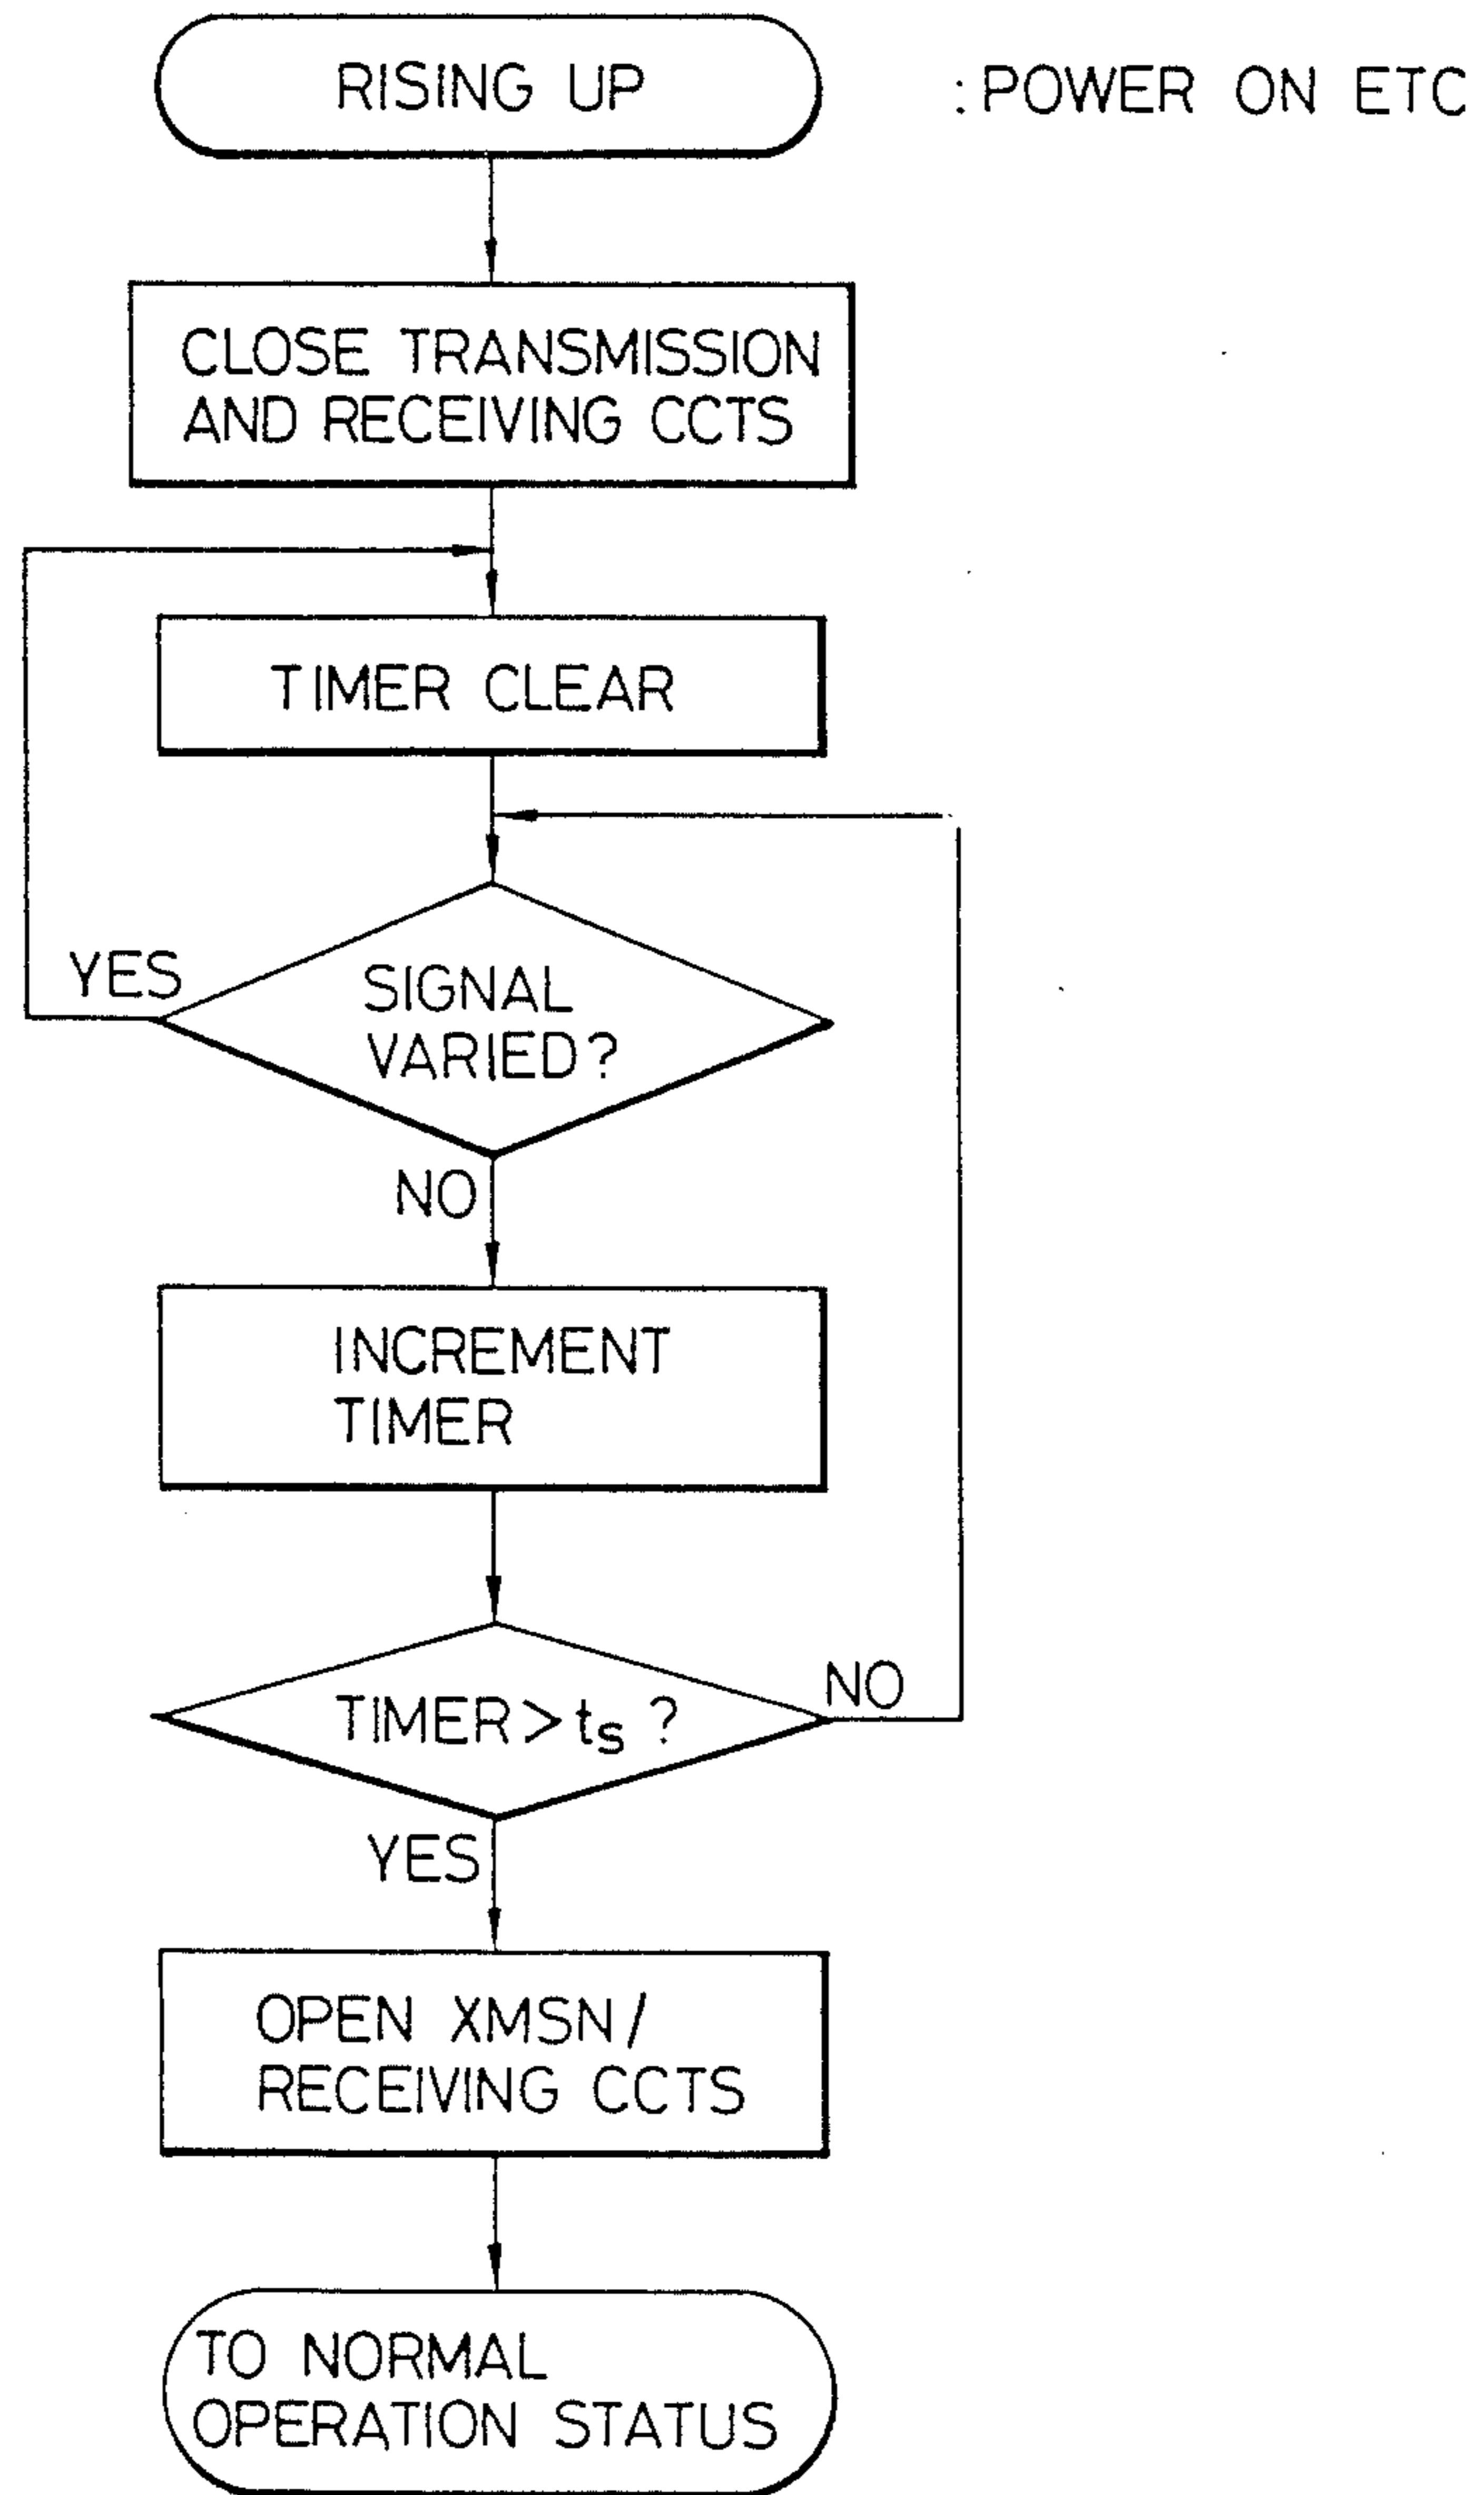 RISING UP
:POWER ON ETC
CLOSE TRANSMISSION
AND RECEIVING CCTS
TIMER CLEAR
YES
SIGNAL
VARIED?
NO
INCREMENT
TIMER
NO
TIMER>ts ?
YES
OPEN XMSN/
RECEIVING CCTS
TO NORMAL
OPERATION STATUS